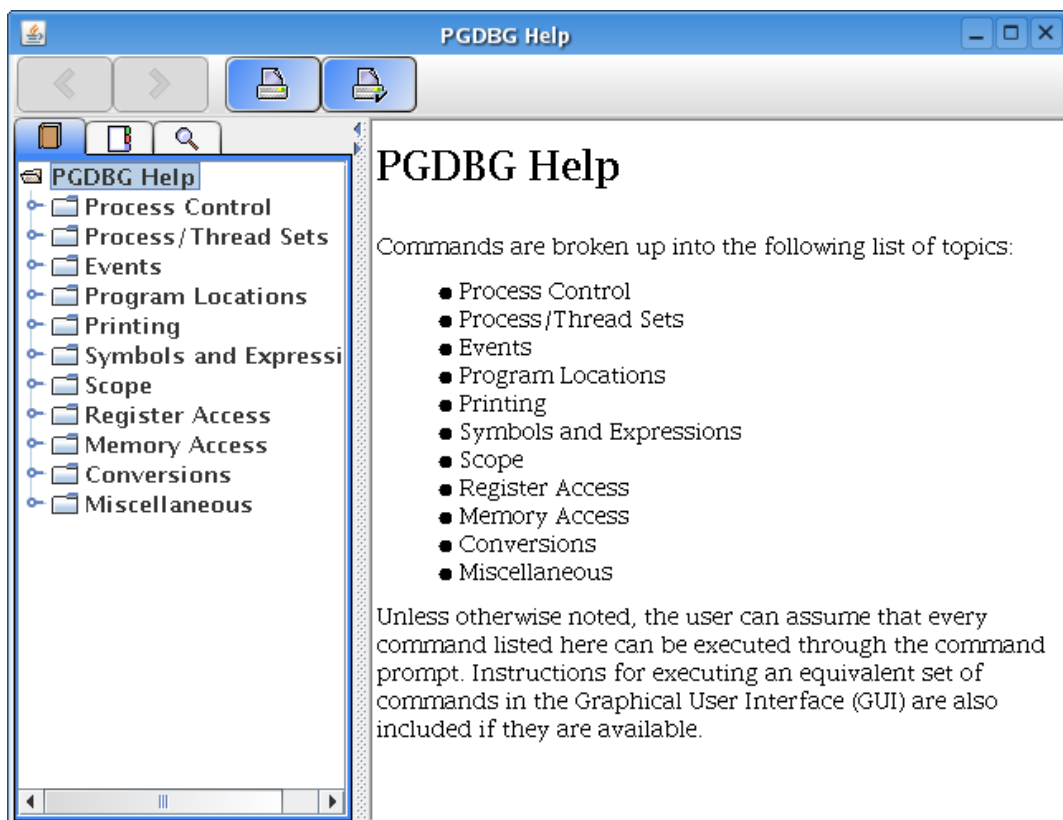 PGDBG Help
PGDBG Help
Process Control
Process/Thread Sets
Events
Program Locations
Printing
Symbols and Expressi
Scope
Register Access
Memory Access
Conversions
Miscellaneous
PGDBG Help
Commands are broken up into the following list of topics:
Process Control
Process/Thread Sets
Events
Program Locations
Printing
Symbols and Expressions
Scope
Register Access
Memory Access
Conversions
Miscellaneous
Unless otherwise noted, the user can assume that every
command listed here can be executed through the command
prompt. Instructions for executing an equivalent set of
commands in the Graphical User Interface (GUI) are also
included if they are available.